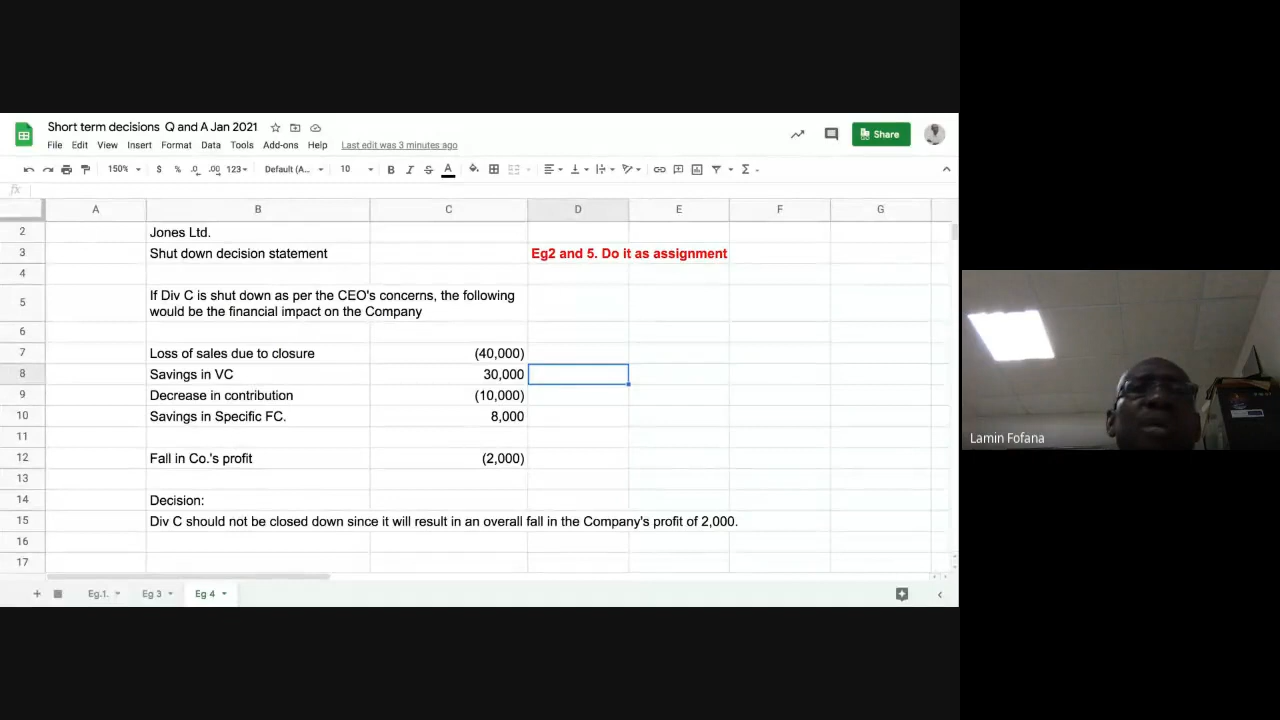 Short term decisions Q and A Jan 2021
File Edit View Insert Format Data Tools Add-ons Help Last edit was 3 minutes ago
Share
150% $ % .0 .00 123 Default (A... 10 B I S A Σ
fx
A B C D E F G
2 Jones Ltd.
3 Shut down decision statement Eg2 and 5. Do it as assignment
4
5 If Div C is shut down as per the CEO's concerns, the following
would be the financial impact on the Company
6
7 Loss of sales due to closure (40,000)
8 Savings in VC 30,000
9 Decrease in contribution (10,000)
10 Savings in Specific FC. 8,000
11
12 Fall in Co.'s profit (2,000)
13
14 Decision:
15 Div C should not be closed down since it will result in an overall fall in the Company's profit of 2,000.
16
17
Eg.1. Eg 3 Eg 4
Lamin Fofana